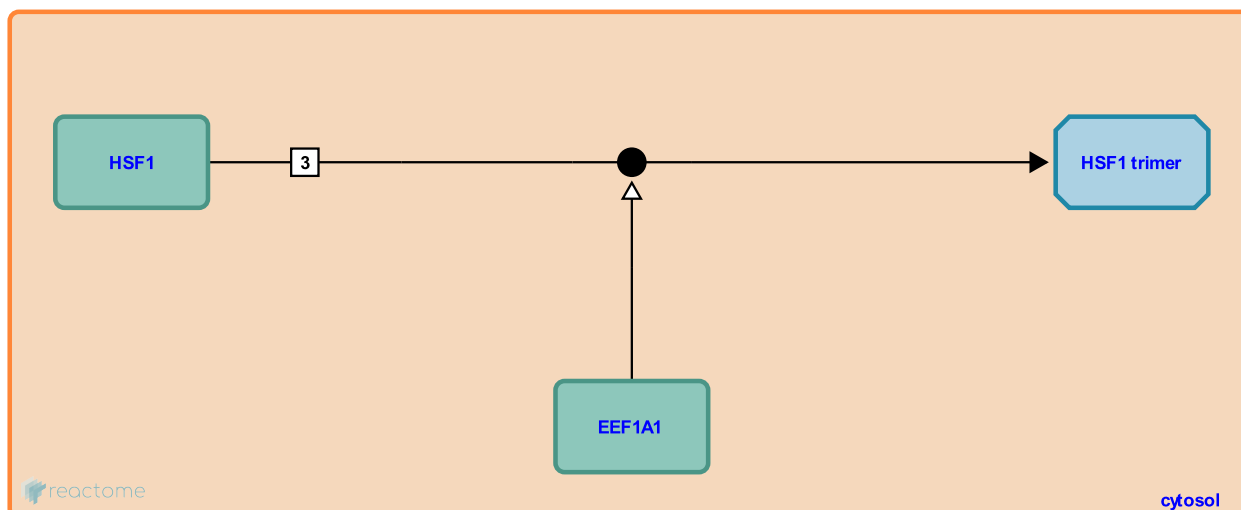 HSF1
3
HSF1 trimer
EEF1A1
reactome
cytosol